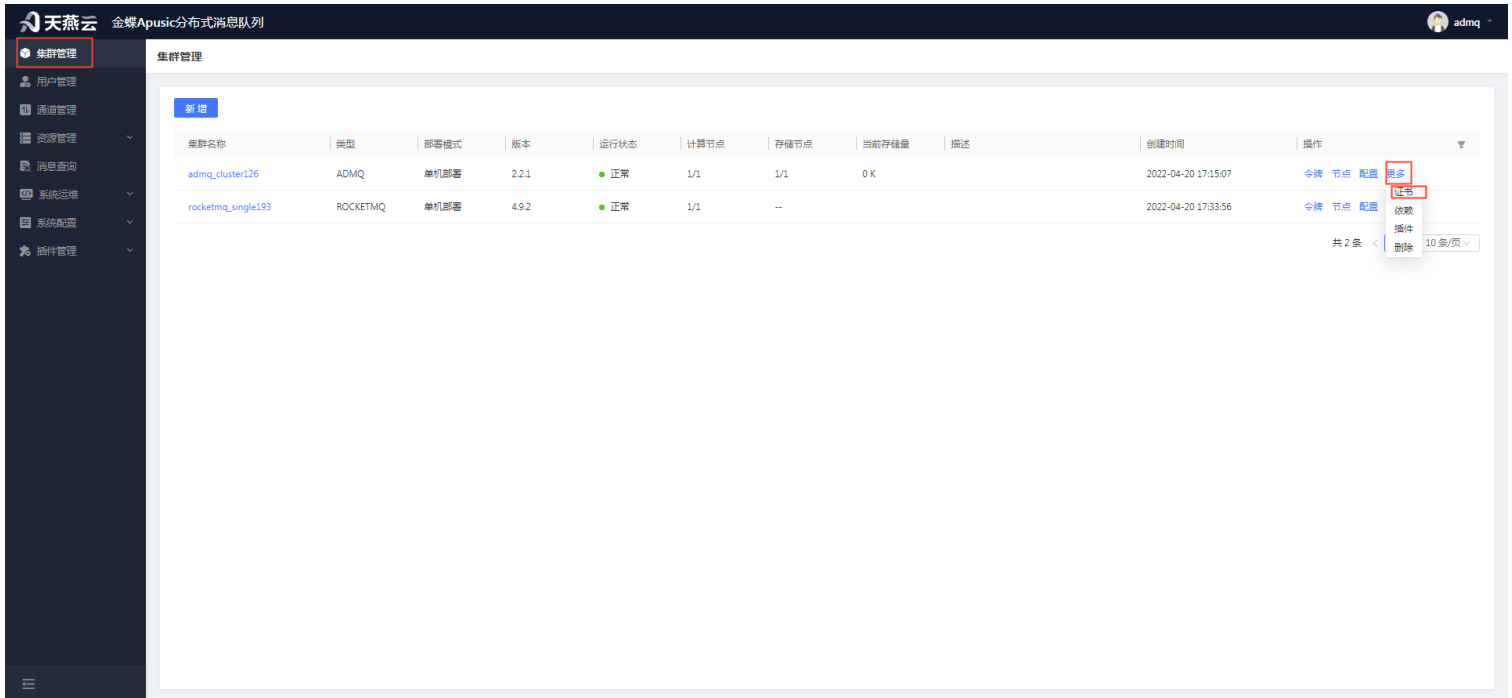 天燕云 金蝶Apusic分布式消息队列
admq
集群管理
用户管理
通道管理
资源管理
消息查询
系统运维
系统配置
插件管理
集群管理
新增
集群名称 类型 部署模式 版本 运行状态 计算节点 存储节点 当前存储量 描述 创建时间 操作
admq_cluster126 ADMQ 单机部署 2.2.1 正常 1/1 1/1 0 K 2022-04-20 17:15:07 令牌 节点 配置 更多
rocketmq_single193 ROCKETMQ 单机部署 4.9.2 正常 1/1 -- 2022-04-20 17:33:56 令牌 节点 配置
证书
依赖
插件
删除
共 2 条 < 10 条/页